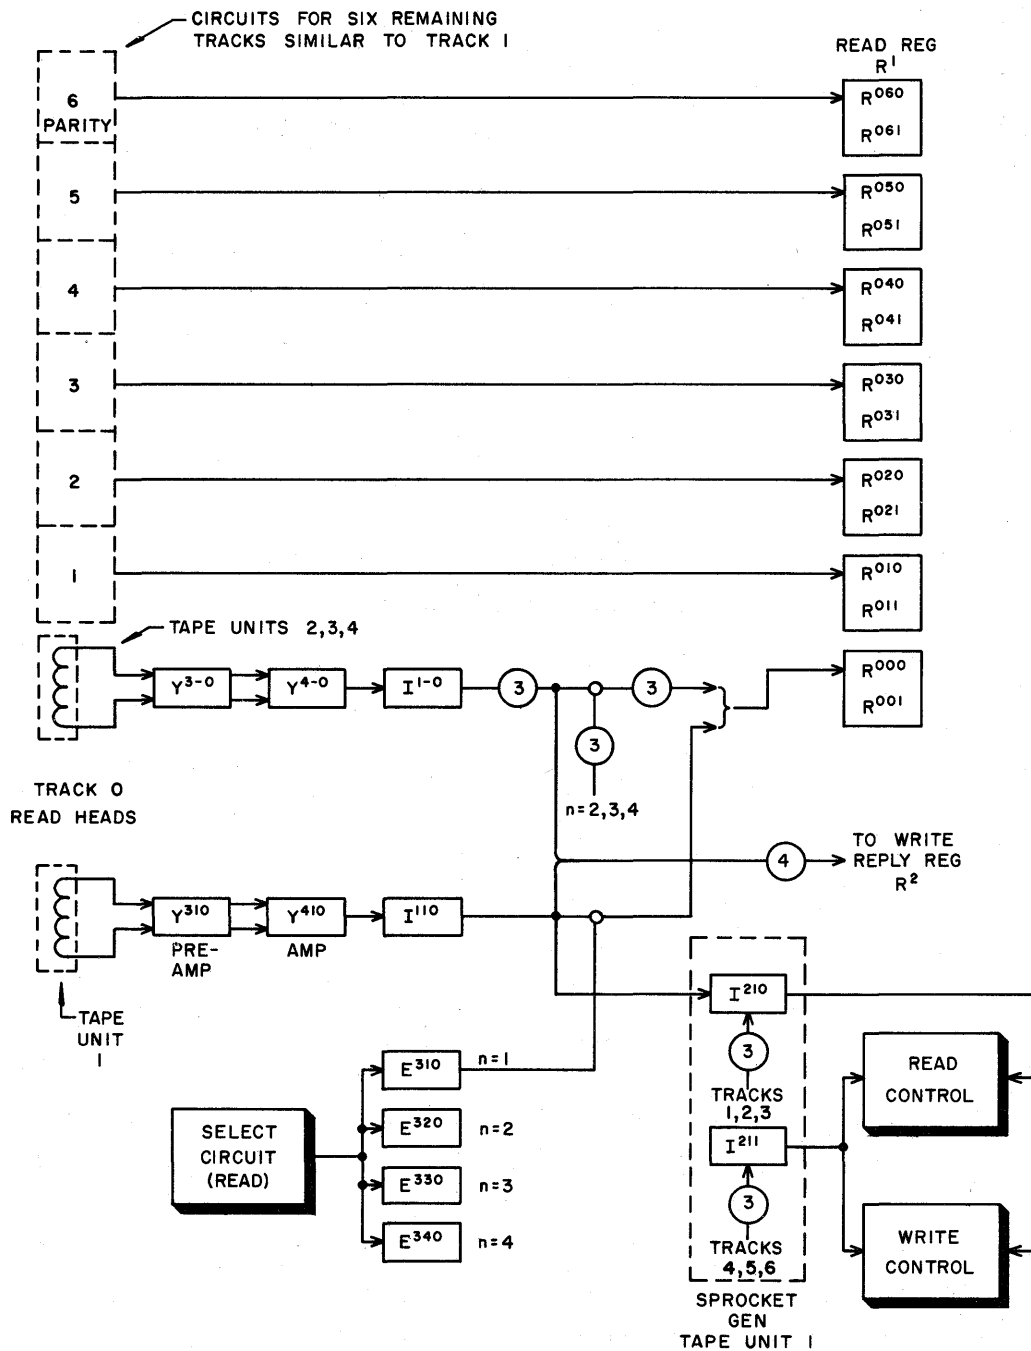 CIRCUITS FOR SIX REMAINING
TRACKS SIMILAR TO TRACK 1
READ REG
R¹
6
PARITY
R⁰⁶⁰
R⁰⁶¹
5
R⁰⁵⁰
R⁰⁵¹
4
R⁰⁴⁰
R⁰⁴¹
3
R⁰³⁰
R⁰³¹
2
R⁰²⁰
R⁰²¹
1
R⁰¹⁰
R⁰¹¹
TAPE UNITS 2,3,4
Y³⁻⁰
Y⁴⁻⁰
I¹⁻⁰
3
3
R⁰⁰⁰
R⁰⁰¹
3
n=2,3,4
TRACK 0
READ HEADS
4
TO WRITE
REPLY REG
R²
Y³¹⁰
PRE-
AMP
Y⁴¹⁰
AMP
I¹¹⁰
TAPE
UNIT
1
I²¹⁰
3
TRACKS
1,2,3
I²¹¹
3
TRACKS
4,5,6
SPROCKET
GEN
TAPE UNIT 1
READ
CONTROL
WRITE
CONTROL
SELECT
CIRCUIT
(READ)
E³¹⁰
n=1
E³²⁰
n=2
E³³⁰
n=3
E³⁴⁰
n=4